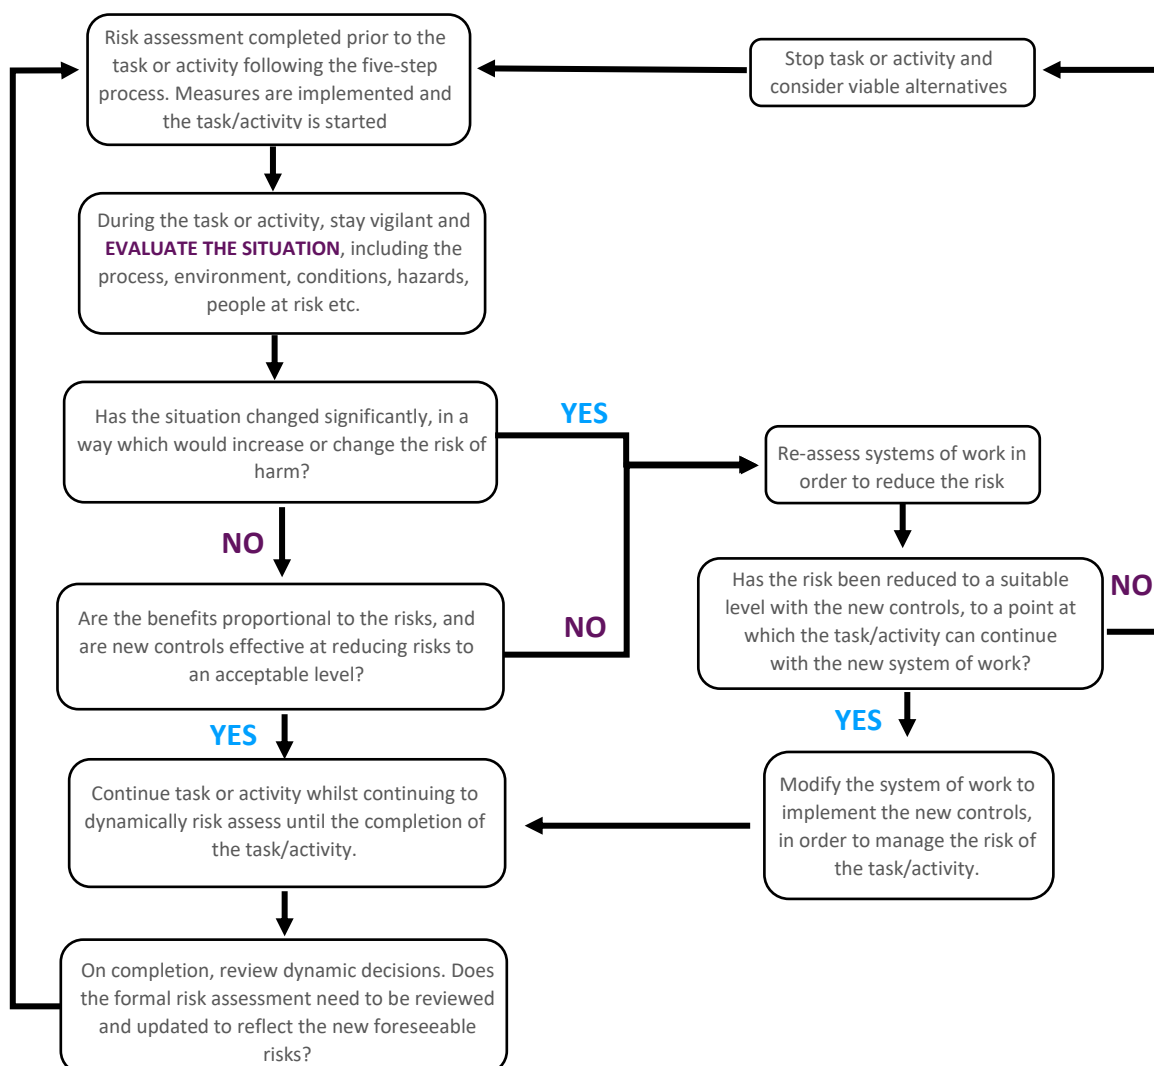 Risk assessment completed prior to the
task or activity following the five-step
process. Measures are implemented and
the task/activity is started
Stop task or activity and
consider viable alternatives
During the task or activity, stay vigilant and
EVALUATE THE SITUATION, including the
process, environment, conditions, hazards,
people at risk etc.
Has the situation changed significantly, in a
way which would increase or change the risk of
harm?
YES
Re-assess systems of work in
order to reduce the risk
NO
Has the risk been reduced to a suitable
level with the new controls, to a point at
which the task/activity can continue
with the new system of work?
NO
Are the benefits proportional to the risks, and
are new controls effective at reducing risks to
an acceptable level?
NO
YES
YES
Modify the system of work to
implement the new controls,
in order to manage the risk of
the task/activity.
Continue task or activity whilst continuing to
dynamically risk assess until the completion of
the task/activity.
On completion, review dynamic decisions. Does
the formal risk assessment need to be reviewed
and updated to reflect the new foreseeable
risks?